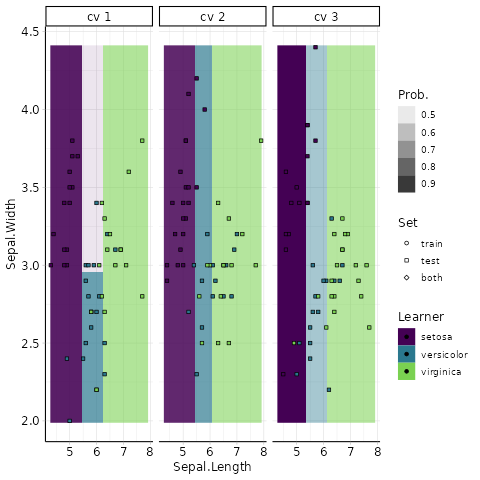 cv 1 cv 2 cv 3
4.5
4.0
3.5
3.0
2.5
2.0
Sepal.Width
5 6 7 8 5 6 7 8 5 6 7 8
Sepal.Length
Prob.
0.5
0.6
0.7
0.8
0.9
Set
train
test
both
Learner
setosa
versicolor
virginica